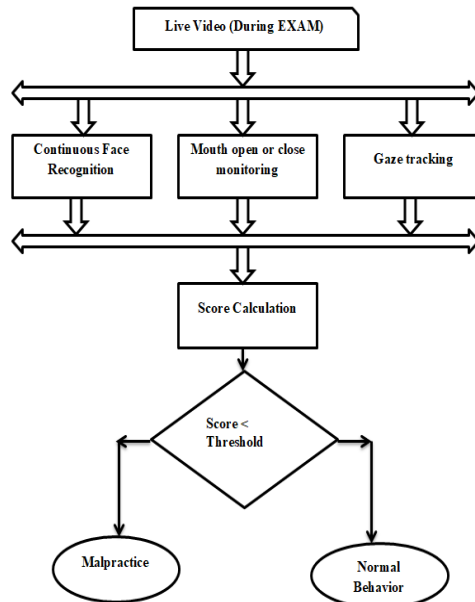 Live Video (During EXAM)
Continuous Face
Recognition
Mouth open or close
monitoring
Gaze tracking
Score Calculation
Score <
Threshold
Malpractice
Normal
Behavior